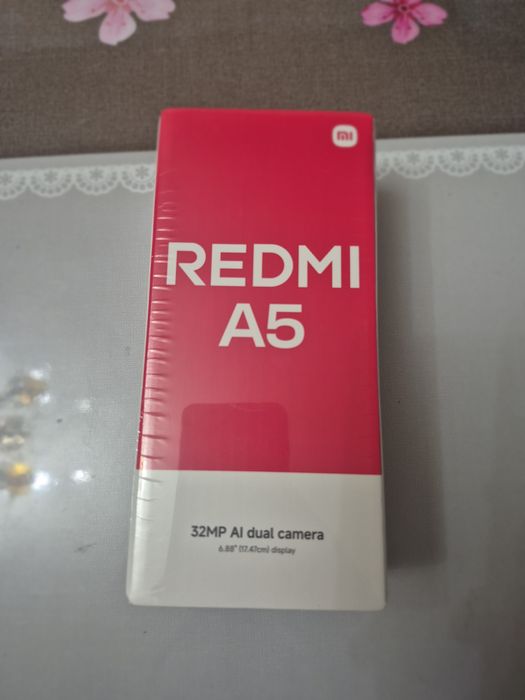 mi
REDMI
A5
32MP AI dual camera
6.88" (17.47cm) display